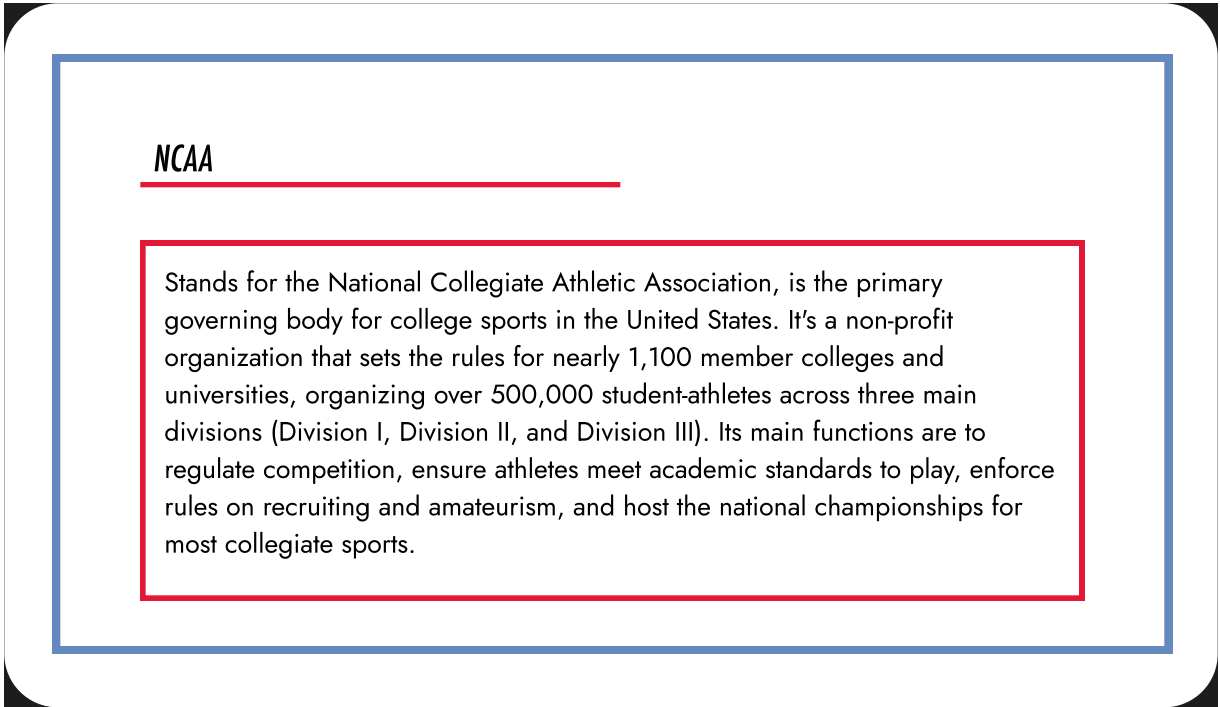 NCAA
Stands for the National Collegiate Athletic Association, is the primary
governing body for college sports in the United States. It's a non-profit
organization that sets the rules for nearly 1,100 member colleges and
universities, organizing over 500,000 student-athletes across three main
divisions (Division I, Division II, and Division III). Its main functions are to
regulate competition, ensure athletes meet academic standards to play, enforce
rules on recruiting and amateurism, and host the national championships for
most collegiate sports.